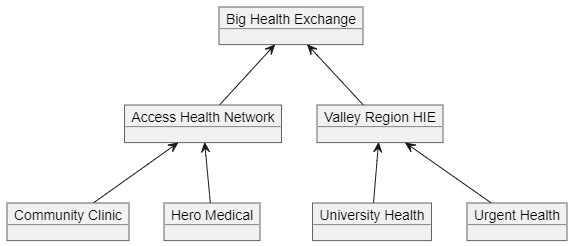 Big Health Exchange
Access Health Network
Valley Region HIE
Community Clinic
Hero Medical
University Health
Urgent Health